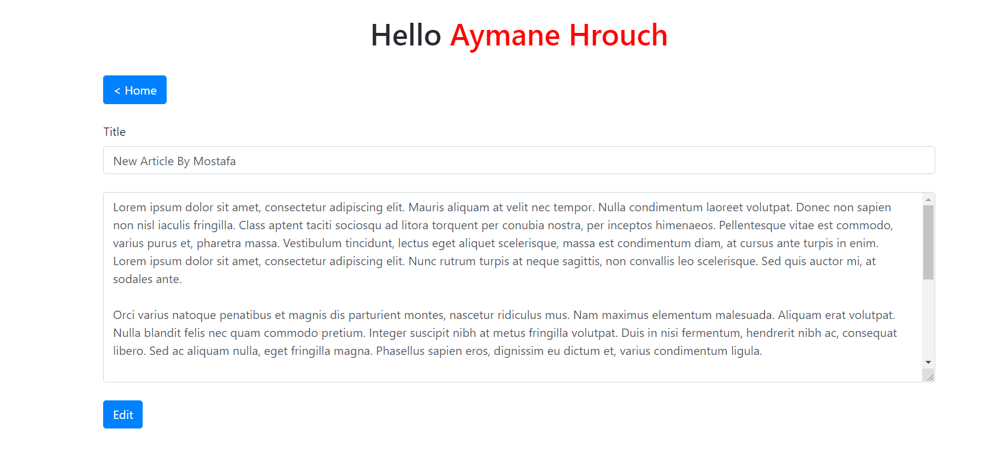 Hello Aymane Hrouch
< Home
Title
New Article By Mostafa
Lorem ipsum dolor sit amet, consectetur adipiscing elit. Mauris aliquam at velit nec tempor. Nulla condimentum laoreet volutpat. Donec non sapien
non nisl iaculis fringilla. Class aptent taciti sociosqu ad litora torquent per conubia nostra, per inceptos himenaeos. Pellentesque vitae est commodo,
varius purus et, pharetra massa. Vestibulum tincidunt, lectus eget aliquet scelerisque, massa est condimentum diam, at cursus ante turpis in enim.
Lorem ipsum dolor sit amet, consectetur adipiscing elit. Nunc rutrum turpis at neque sagittis, non convallis leo scelerisque. Sed quis auctor mi, at
sodales ante.
Orci varius natoque penatibus et magnis dis parturient montes, nascetur ridiculus mus. Nam maximus elementum malesuada. Aliquam erat volutpat.
Nulla blandit felis nec quam commodo pretium. Integer suscipit nibh at metus fringilla volutpat. Duis in nisi fermentum, hendrerit nibh ac, consequat
libero. Sed ac aliquam nulla, eget fringilla magna. Phasellus sapien eros, dignissim eu dictum et, varius condimentum ligula.
Edit